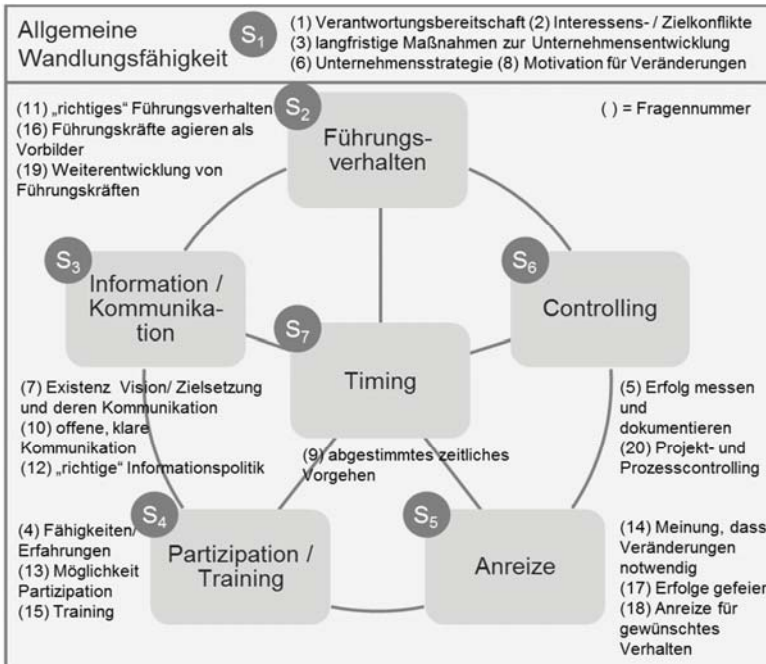 Allgemeine
Wandlungsfähigkeit
S1
(1) Verantwortungsbereitschaft (2) Interessens- / Zielkonflikte
(3) langfristige Maßnahmen zur Unternehmensentwicklung
(6) Unternehmensstrategie (8) Motivation für Veränderungen
(11) „richtiges“ Führungsverhalten
(16) Führungskräfte agieren als
Vorbilder
(19) Weiterentwicklung von
Führungskräften
S2
Führungs-
verhalten
( ) = Fragennummer
S3
Information /
Kommunika-
tion
S6
Controlling
S7
Timing
(7) Existenz Vision/ Zielsetzung
und deren Kommunikation
(10) offene, klare
Kommunikation
(12) „richtige“ Informationspolitik
(9) abgestimmtes zeitliches
Vorgehen
(5) Erfolg messen
und
dokumentieren
(20) Projekt- und
Prozesscontrolling
S4
Partizipation /
Training
S5
Anreize
(4) Fähigkeiten/
Erfahrungen
(13) Möglichkeit
Partizipation
(15) Training
(14) Meinung, dass
Veränderungen
notwendig
(17) Erfolge gefeier
(18) Anreize für
gewünschtes
Verhalten